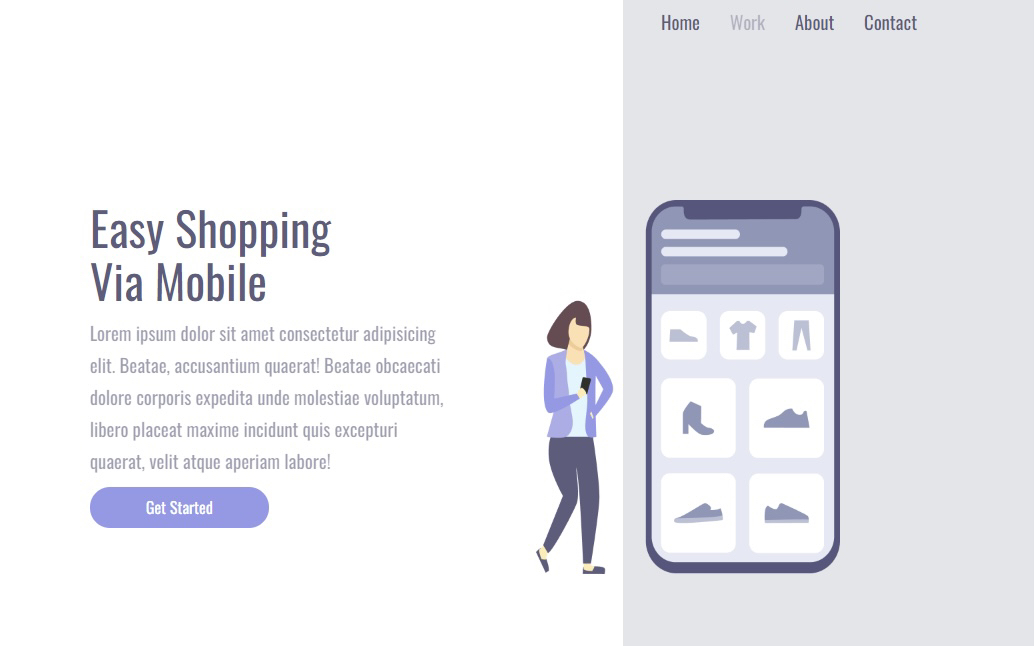 Home Work About Contact
Easy Shopping
Via Mobile
Lorem ipsum dolor sit amet consectetur adipisicing
elit. Beatae, accusantium quaerat! Beatae obcaecati
dolore corporis expedita unde molestiae voluptatum,
libero placeat maxime incidunt quis excepturi
quaerat, velit atque aperiam labore!
Get Started